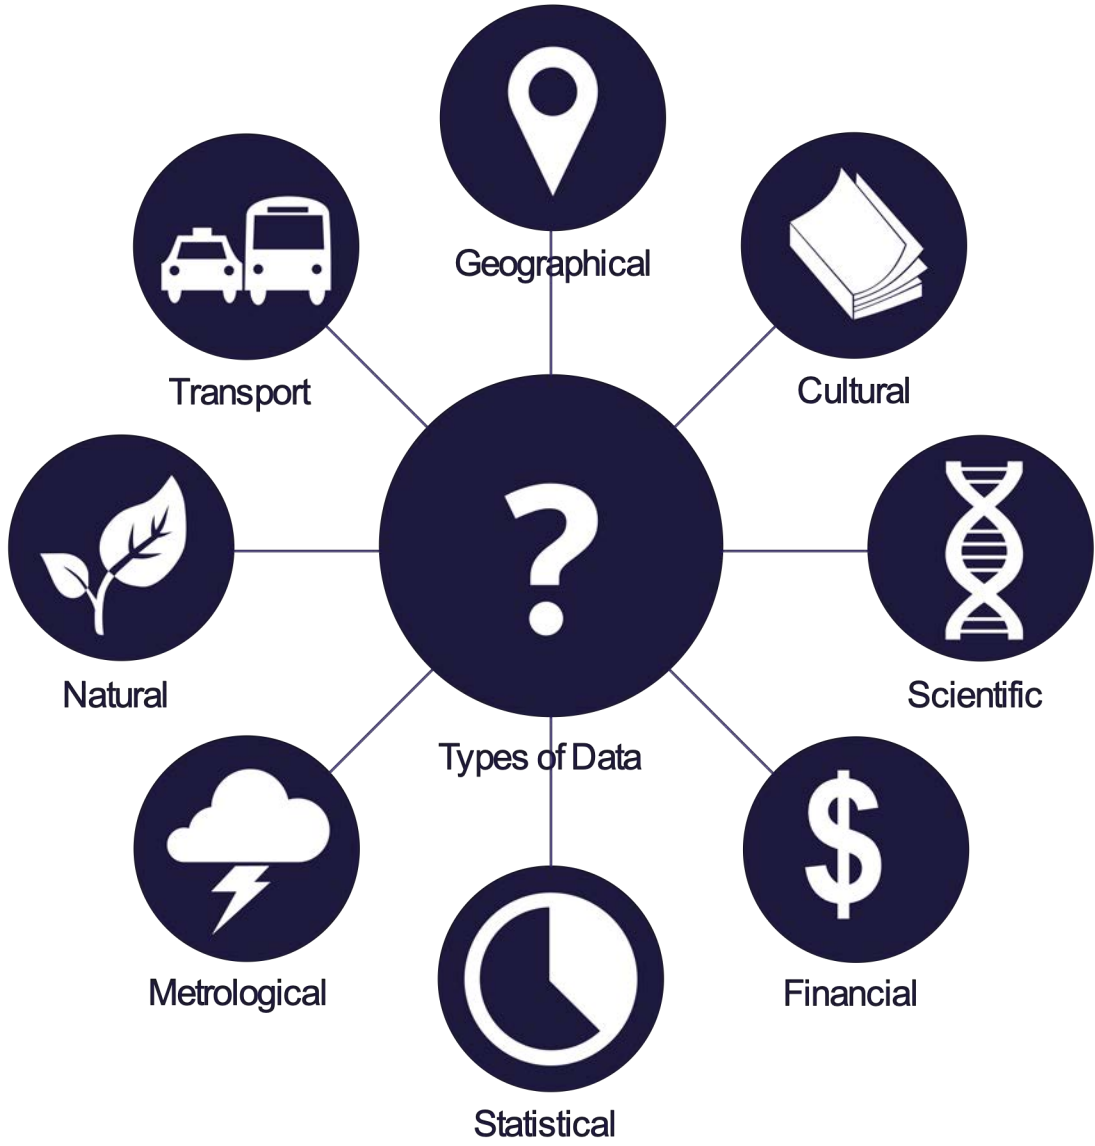 Geographical
Transport
Cultural
?
Natural
Scientific
Types of Data
$
Metrological
Financial
Statistical